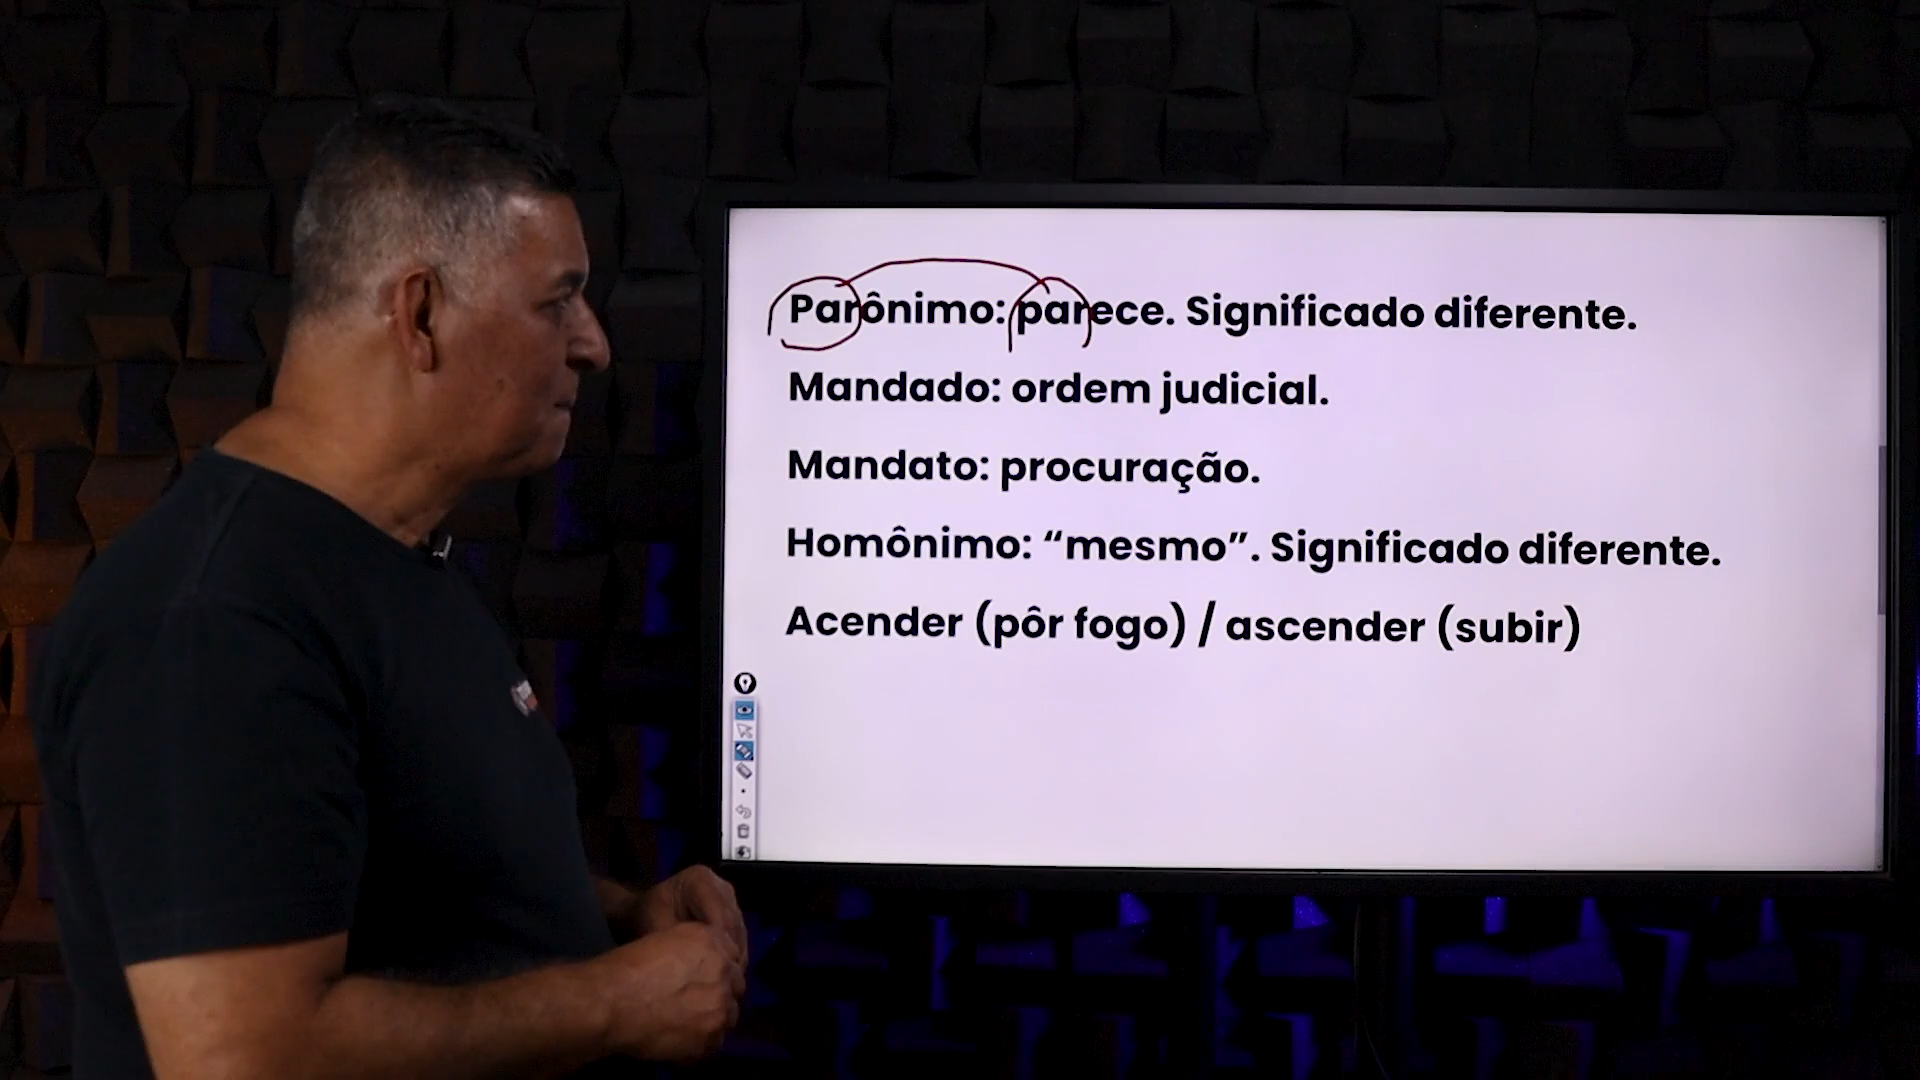 Parônimo: parece. Significado diferente.
Mandado: ordem judicial.
Mandato: procuração.
Homônimo: “mesmo”. Significado diferente.
Acender (pôr fogo) / ascender (subir)